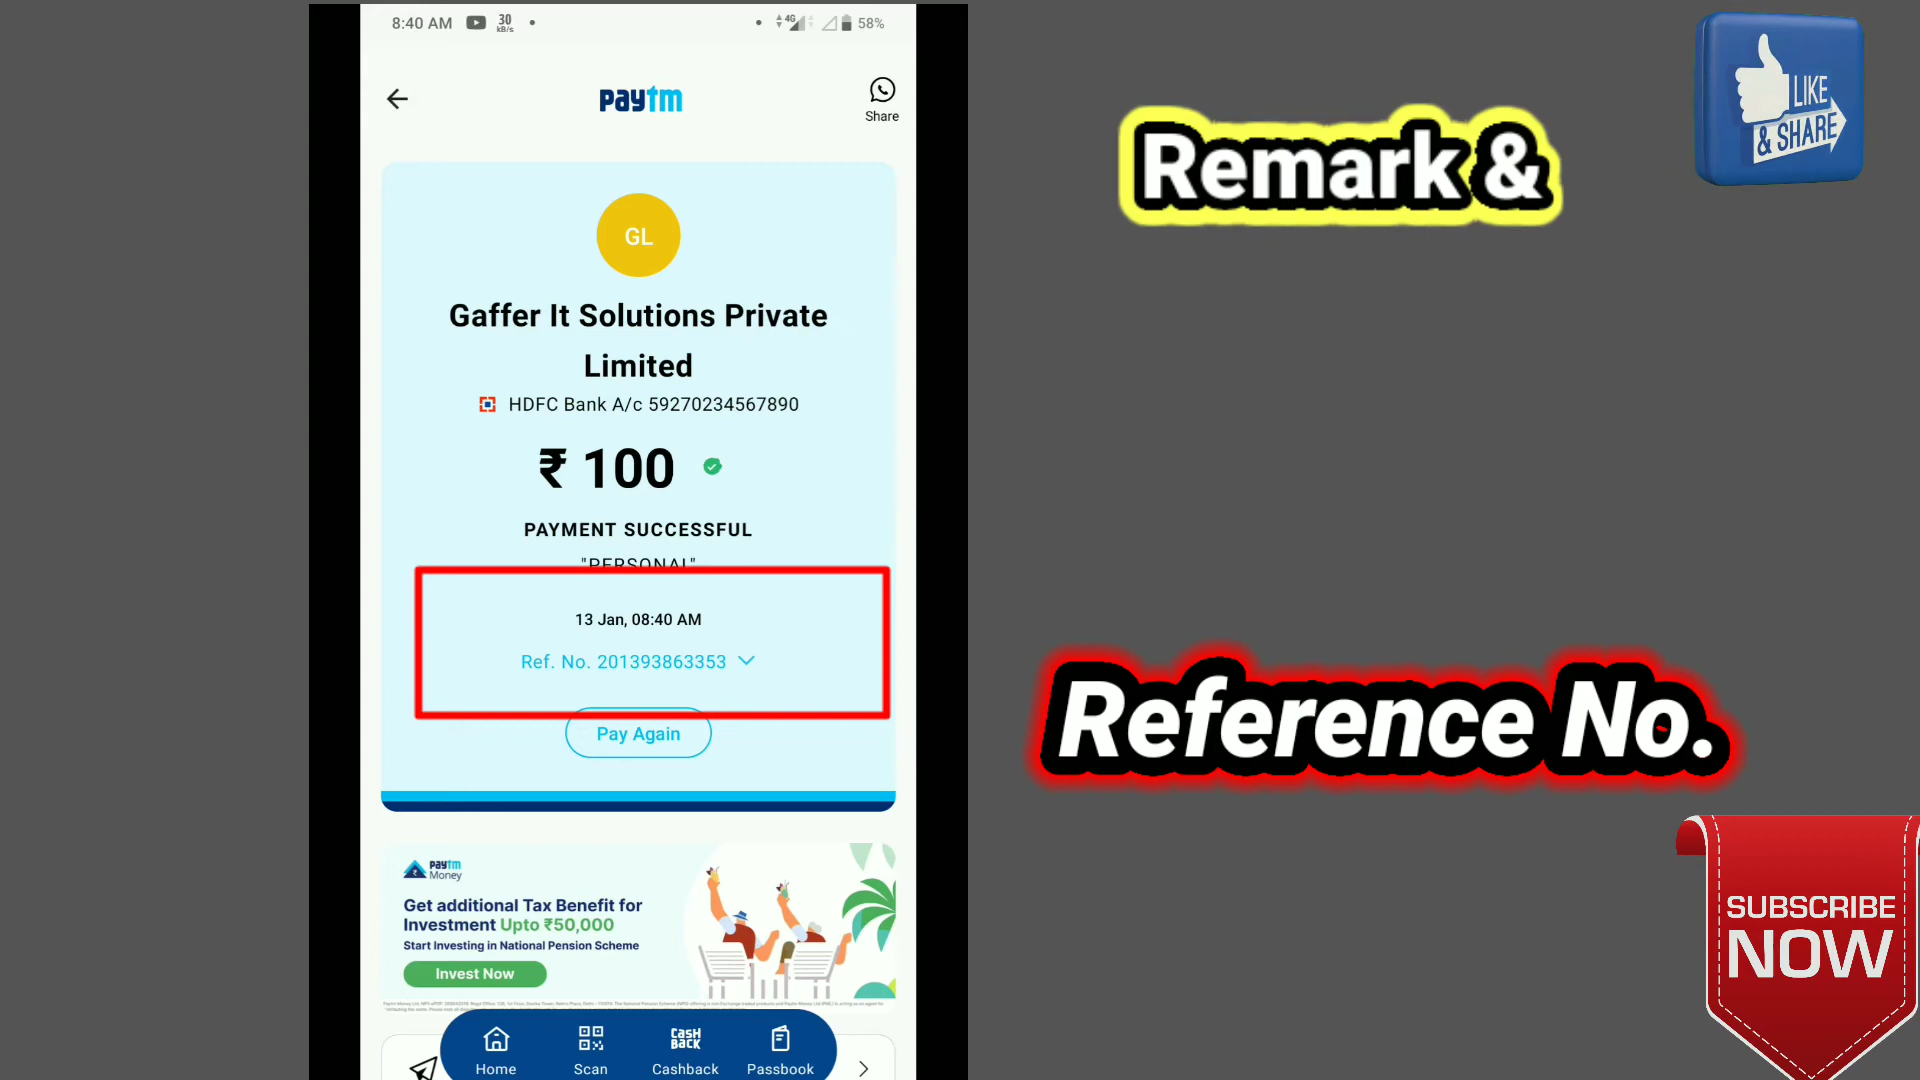 8:40 AM 30 kB/s 4G 58%
paytm
Share
GL
Gaffer It Solutions Private
Limited
HDFC Bank A/c 59270234567890
₹ 100
PAYMENT SUCCESSFUL
"PERSONAL"
13 Jan, 08:40 AM
Ref. No. 201393863353
Pay Again
paytm
Money
Get additional Tax Benefit for
Investment Upto ₹50,000
Start Investing in National Pension Scheme
Invest Now
CASH
BACK
Home Scan Cashback Passbook
Remark &
Reference No.
LIKE
& SHARE
SUBSCRIBE
NOW